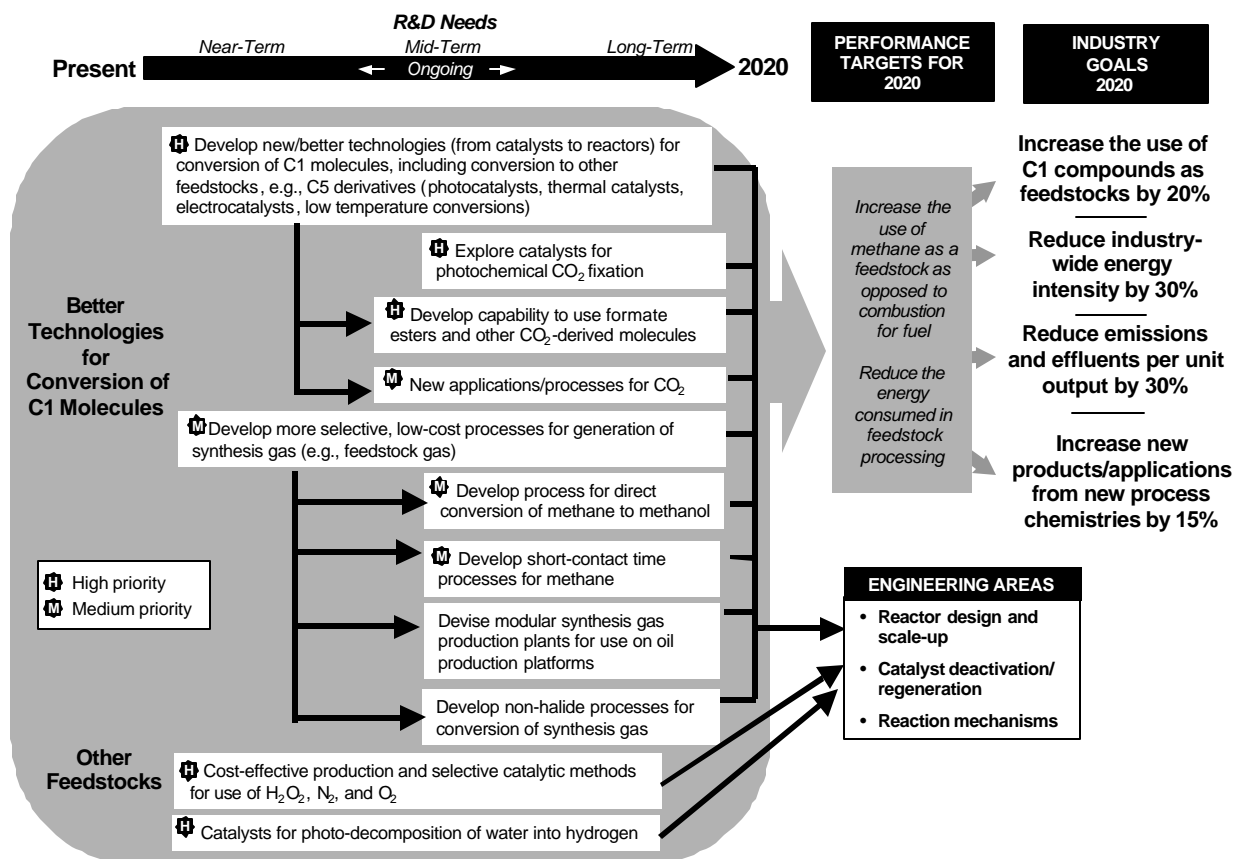 R&D Needs
Near-Term Mid-Term Long-Term
Present Ongoing 2020
PERFORMANCE
TARGETS FOR
2020
INDUSTRY
GOALS
2020
Better
Technologies
for
Conversion of
C1 Molecules
H Develop new/better technologies (from catalysts to reactors) for
conversion of C1 molecules, including conversion to other
feedstocks, e.g., C5 derivatives (photocatalysts, thermal catalysts,
electrocatalysts, low temperature conversions)
H Explore catalysts for
photochemical CO₂ fixation
H Develop capability to use formate
esters and other CO₂-derived molecules
M New applications/processes for CO₂
M Develop more selective, low-cost processes for generation of
synthesis gas (e.g., feedstock gas)
M Develop process for direct
conversion of methane to methanol
M Develop short-contact time
processes for methane
Devise modular synthesis gas
production plants for use on oil
production platforms
Develop non-halide processes for
conversion of synthesis gas
H High priority
M Medium priority
Other
Feedstocks
H Cost-effective production and selective catalytic methods
for use of H₂O₂, N₂, and O₂
H Catalysts for photo-decomposition of water into hydrogen
Increase the
use of
methane as a
feedstock as
opposed to
combustion
for fuel
Reduce the
energy
consumed in
feedstock
processing
Increase the use of
C1 compounds as
feedstocks by 20%
Reduce industry-
wide energy
intensity by 30%
Reduce emissions
and effluents per unit
output by 30%
Increase new
products/applications
from new process
chemistries by 15%
ENGINEERING AREAS
• Reactor design and
scale-up
• Catalyst deactivation/
regeneration
• Reaction mechanisms